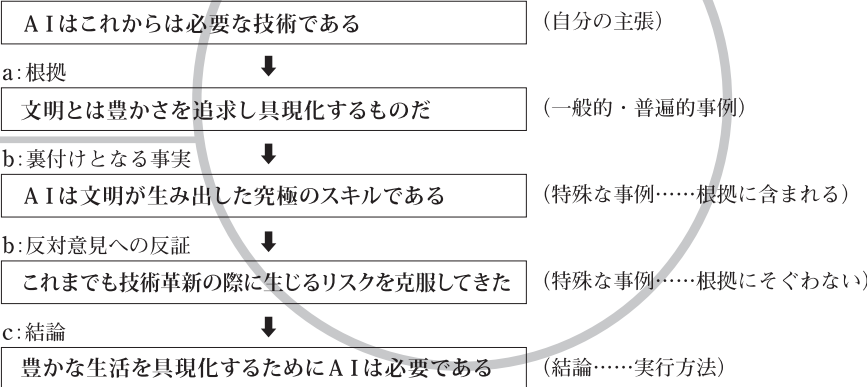 ＡＩはこれからは必要な技術である （自分の主張）
a：根拠
文明とは豊かさを追求し具現化するものだ （一般的・普遍的事例）
b：裏付けとなる事実
ＡＩは文明が生み出した究極のスキルである （特殊な事例……根拠に含まれる）
b：反対意見への反証
これまでも技術革新の際に生じるリスクを克服してきた （特殊な事例……根拠にそぐわない）
c：結論
豊かな生活を具現化するためにＡＩは必要である （結論……実行方法）